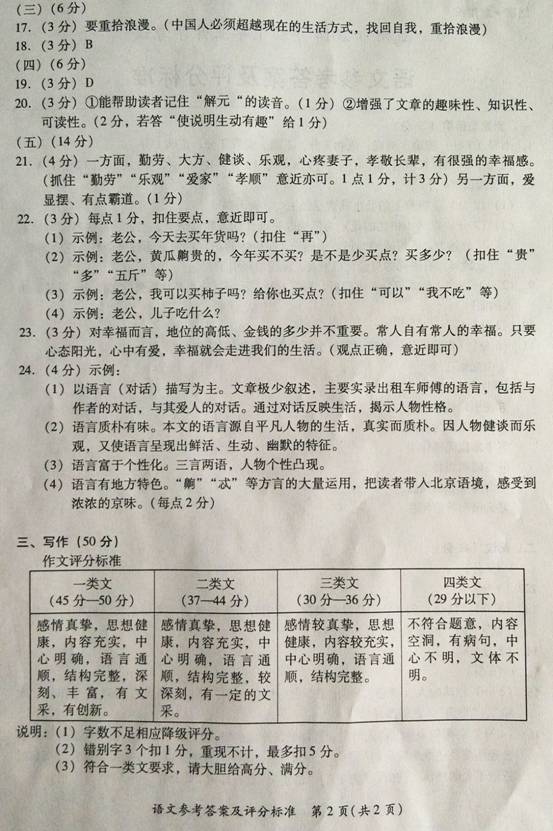 (三)(6分)
17.(3分)要重拾浪漫。(中国人必须超越现在的生活方式，找回自我，重拾浪漫)
18.(3分)B
(四)(6分)
19.(3分)D
20.(3分)①能帮助读者记住“解元“的读音。(1分)②增强了文章的趣味性、知识性、
可读性。(2分，若答“使说明生动有趣”给1分)
(五)(14分)
21.(4分)一方面，勤劳、大方、健谈、乐观，心疼妻子，孝敬长辈，有很强的幸福感。
(抓住“勤劳”“乐观”“爱家”“孝顺”意近亦可。1点1分，计3分)另一方面，爱
显摆、有点霸道。(1分)
22.(3分)每点1分，扣住要点，意近即可。
(1)示例：老公，今天去买年货吗？(扣住“再”)
(2)示例：老公，黄瓜齁贵的，今年买不买？是不是少买点？买多少？(扣住“贵”
“多”“五斤”等)
(3)示例：老公，我可以买柿子吗？给你也买点？(扣住“可以”“我不吃”等)
(4)示例：老公，儿子吃什么？
23.(3分)对幸福而言，地位的高低、金钱的多少并不重要。常人自有常人的幸福。只要
心态阳光，心中有爱，幸福就会走进我们的生活。(观点正确，意近即可)
24.(4分)示例：
(1)以语言(对话)描写为主。文章极少叙述，主要实录出租车师傅的语言，包括与
作者的对话，与其爱人的对话。通过对话反映生活，揭示人物性格。
(2)语言质朴有味。本文的语言源自平凡人物的生活，真实而质朴。因人物健谈而乐
观，又使语言呈现出鲜活、生动、幽默的特征。
(3)语言富于个性化。三言两语，人物个性凸现。
(4)语言有地方特色。“齁”“忒”等方言的大量运用，把读者带人北京语境，感受到
浓浓的京味。(每点2分)
三、写作(50分)
作文评分标准
一类文
(45分—50分)
二类文
(37—44分)
三类文
(30分—36分)
四类文
(29分以下)
感情真挚，思想健
康，内容充实，中
心明确，语言通
顺，结构完整，深
刻、丰富，有文
采，有创新。
感情真挚，思想健
康，内容充实，中
心明确，语言通
顺，结构完整，较
深刻，有一定的文
采。
感情较真挚，思想
健康，内容较充实，
中心明确，语言通
顺，结构完整。
不符合题意，内容
空洞，有病句，中
心不明，文体不
明。
说明：(1)字数不足相应降级评分。
(2)错别字3个扣1分，重现不计，最多扣5分。
(3)符合一类文要求，请大胆给高分、满分。
语文参考答案及评分标准 第2页(共2页)